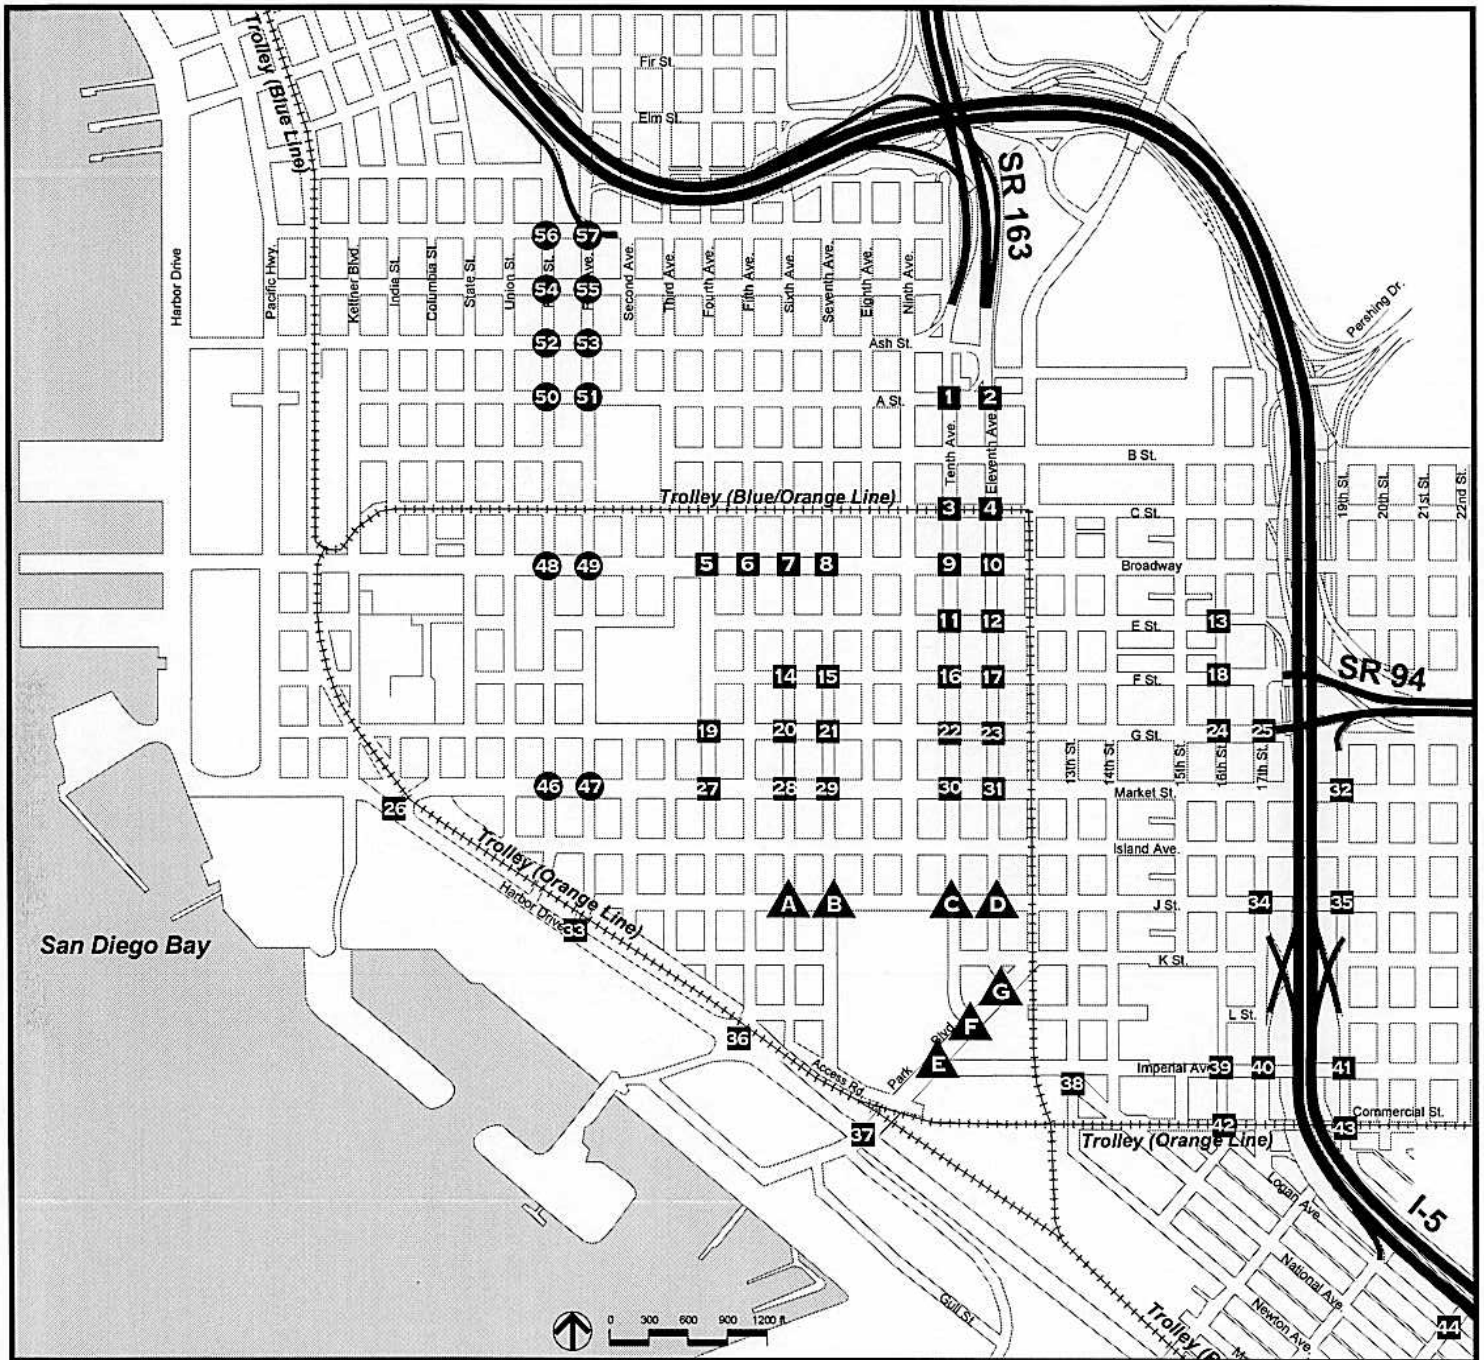 Trolley (Blue Line)
Fir St.
Elm St.
SR 163
Harbor Drive
Pacific Hwy.
Kettner Blvd.
India St.
Columbia St.
State St.
Union St.
Second Ave.
Third Ave.
Fourth Ave.
Fifth Ave.
Sixth Ave.
Seventh Ave.
Eighth Ave.
Ninth Ave.
56
57
54
55
52
53
50
51
Ash St.
Pershing Dr.
A St.
1
2
Tenth Ave.
Eleventh Ave.
B St.
19th St.
20th St.
21st St.
22nd St.
Trolley (Blue/Orange Line)
3
4
C St.
48
49
5
6
7
8
9
10
Broadway
11
12
E St.
13
14
15
16
17
F St.
18
SR 94
19
20
21
22
23
G St.
24
25
13th St.
14th St.
15th St.
16th St.
17th St.
46
47
27
28
29
30
31
Market St.
32
26
Trolley (Orange Line)
Harbor Drive
33
Island Ave.
A
B
C
D
J St.
34
35
San Diego Bay
K St.
G
F
E
L St.
Park Blvd.
36
Access Rd.
Imperial Ave
39
40
41
38
Commercial St.
37
42
43
Trolley (Orange Line)
Logan Ave.
I-5
National Ave.
Newton Ave.
Gull St.
44
0 300 600 900 1200 ft.